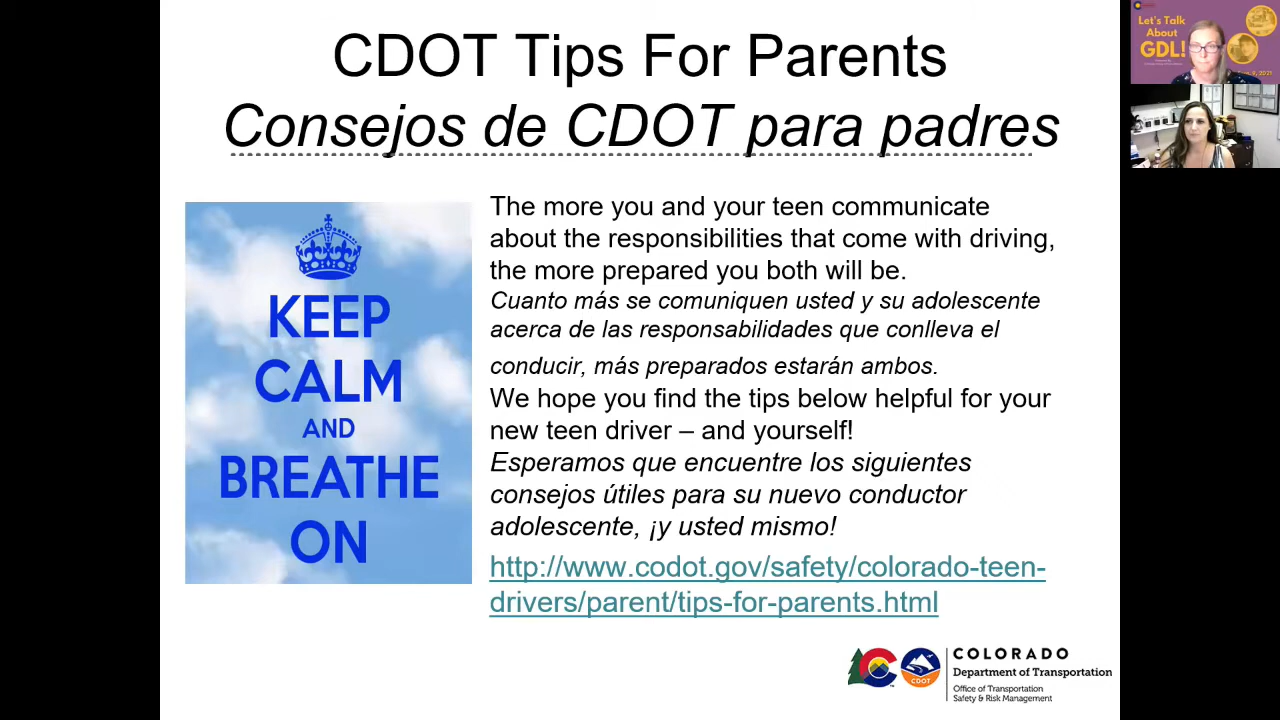 CDOT Tips For Parents
Consejos de CDOT para padres
KEEP
CALM
AND
BREATHE
ON
The more you and your teen communicate
about the responsibilities that come with driving,
the more prepared you both will be.
Cuanto más se comuniquen usted y su adolescente
acerca de las responsabilidades que conlleva el
conducir, más preparados estarán ambos.
We hope you find the tips below helpful for your
new teen driver – and yourself!
Esperamos que encuentre los siguientes
consejos útiles para su nuevo conductor
adolescente, ¡y usted mismo!
http://www.codot.gov/safety/colorado-teen-
drivers/parent/tips-for-parents.html
CDOT
COLORADO
Department of Transportation
Office of Transportation
Safety & Risk Management
Let's Talk
About
GDL!